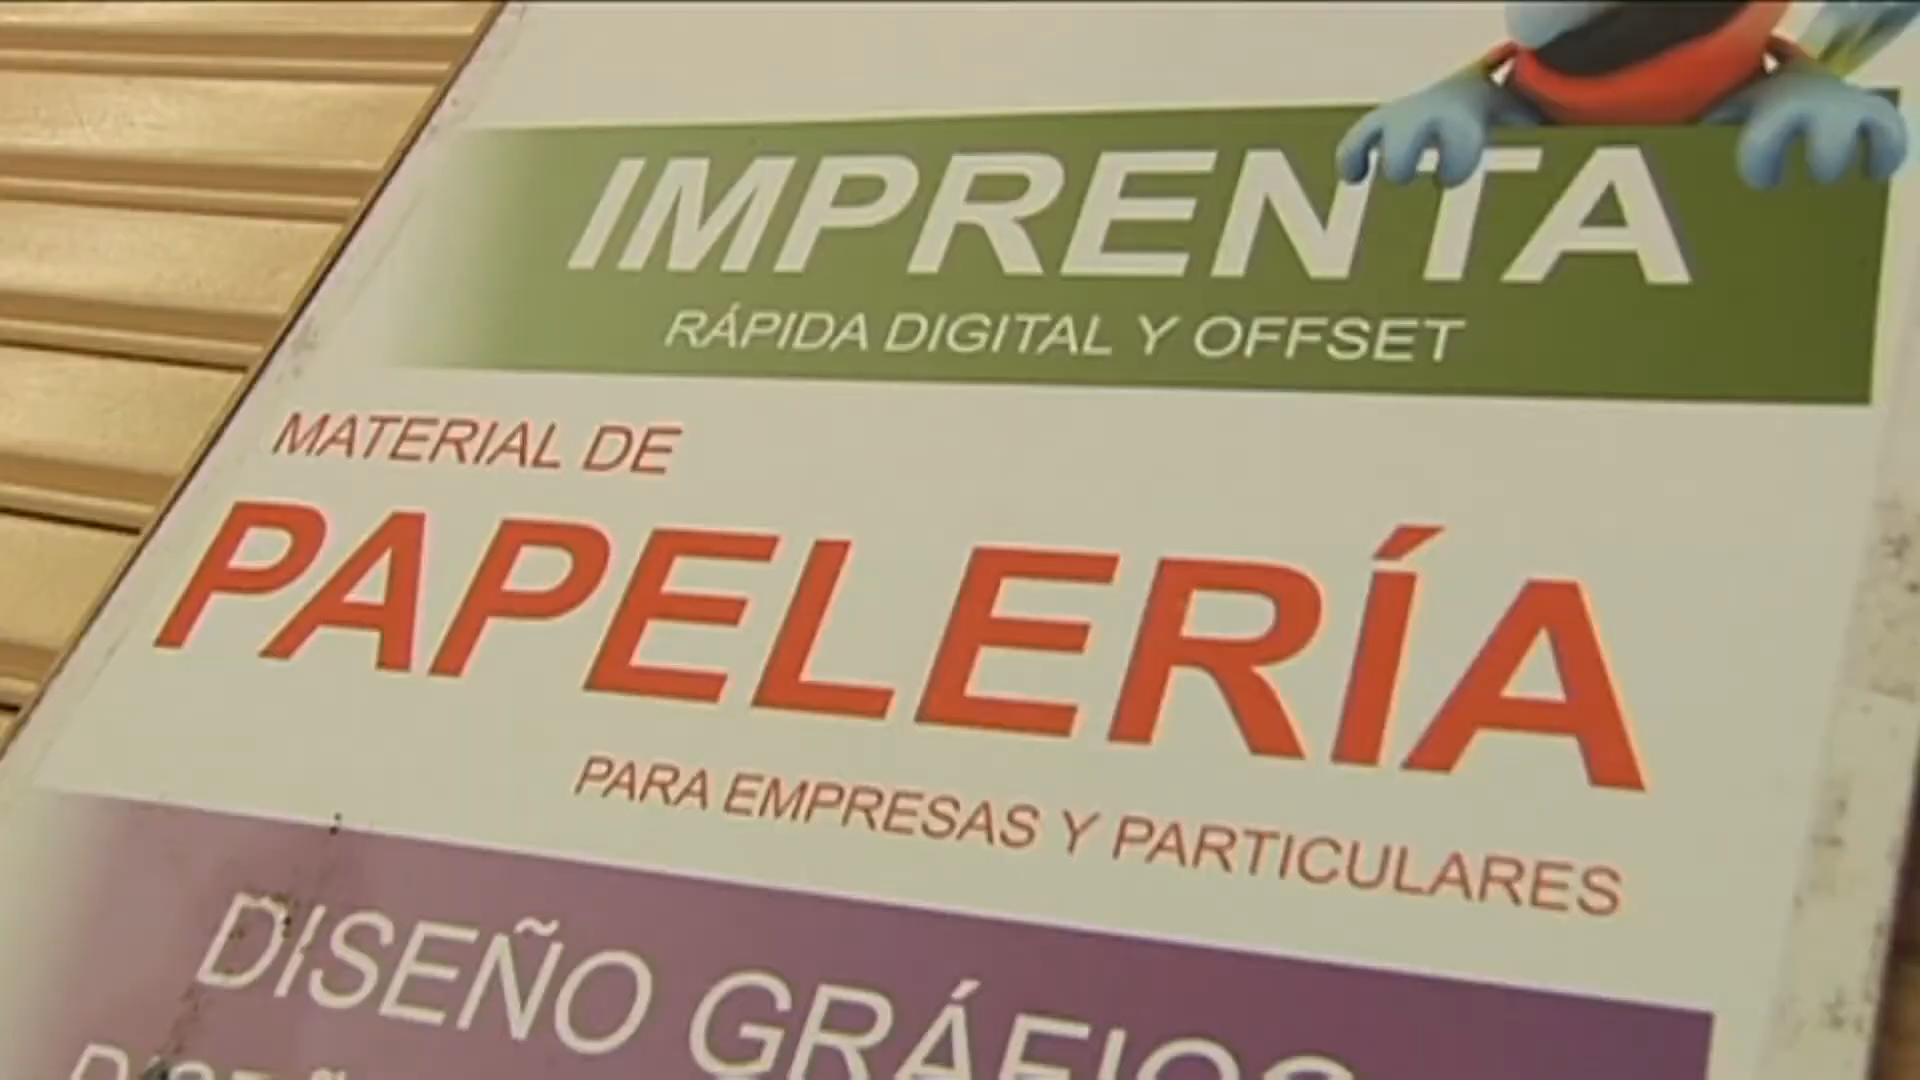 IMPRENTA
RÁPIDA DIGITAL Y OFFSET
MATERIAL DE
PAPELERÍA
PARA EMPRESAS Y PARTICULARES
DISEÑO GRÁFICO